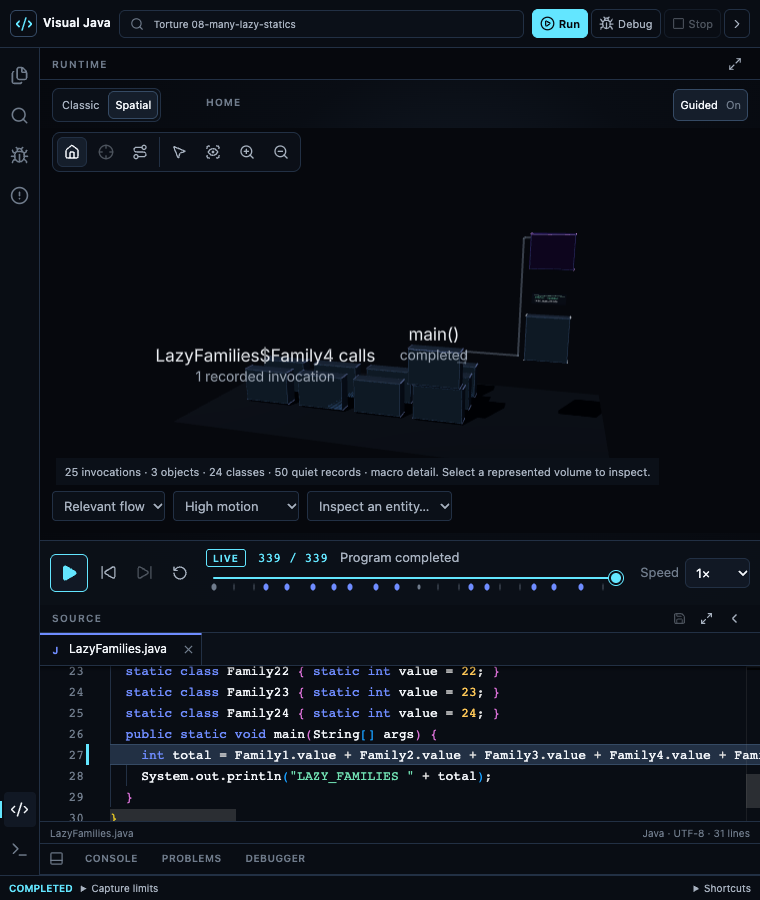 Visual Java
Torture 08-many-lazy-statics
Run
Debug
Stop
RUNTIME
Classic
Spatial
HOME
Guided On
main()
completed
LazyFamilies$Family4 calls
1 recorded invocation
25 invocations · 3 objects · 24 classes · 50 quiet records · macro detail. Select a represented volume to inspect.
Relevant flow
High motion
Inspect an entity...
LIVE 339 / 339 Program completed
Speed 1×
SOURCE
J LazyFamilies.java
23 static class Family22 { static int value = 22; }
24 static class Family23 { static int value = 23; }
25 static class Family24 { static int value = 24; }
26 public static void main(String[] args) {
27 int total = Family1.value + Family2.value + Family3.value + Family4.value + Fam
28 System.out.println("LAZY_FAMILIES " + total);
29 }
30 }
LazyFamilies.java
Java · UTF-8 · 31 lines
CONSOLE
PROBLEMS
DEBUGGER
COMPLETED
Capture limits
Shortcuts